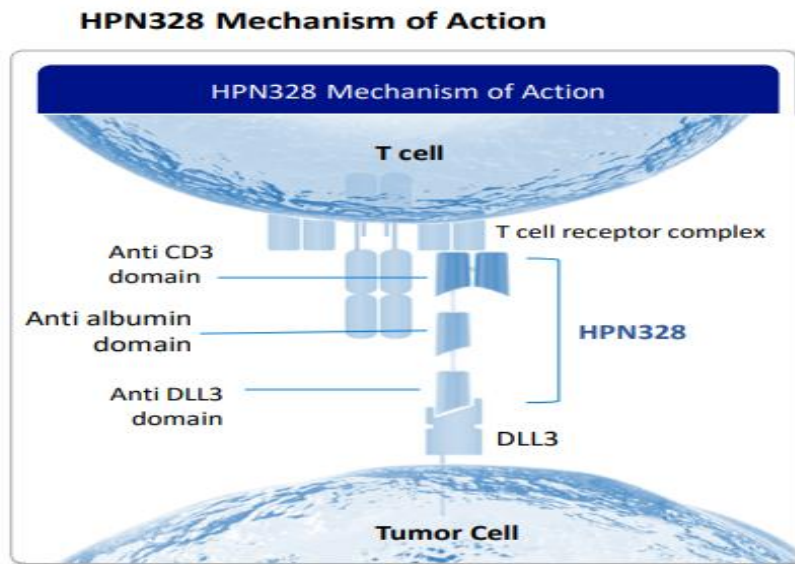 HPN328 Mechanism of Action
HPN328 Mechanism of Action
T cell
T cell receptor complex
Anti CD3
domain
Anti albumin
domain
HPN328
Anti DLL3
domain
DLL3
Tumor Cell